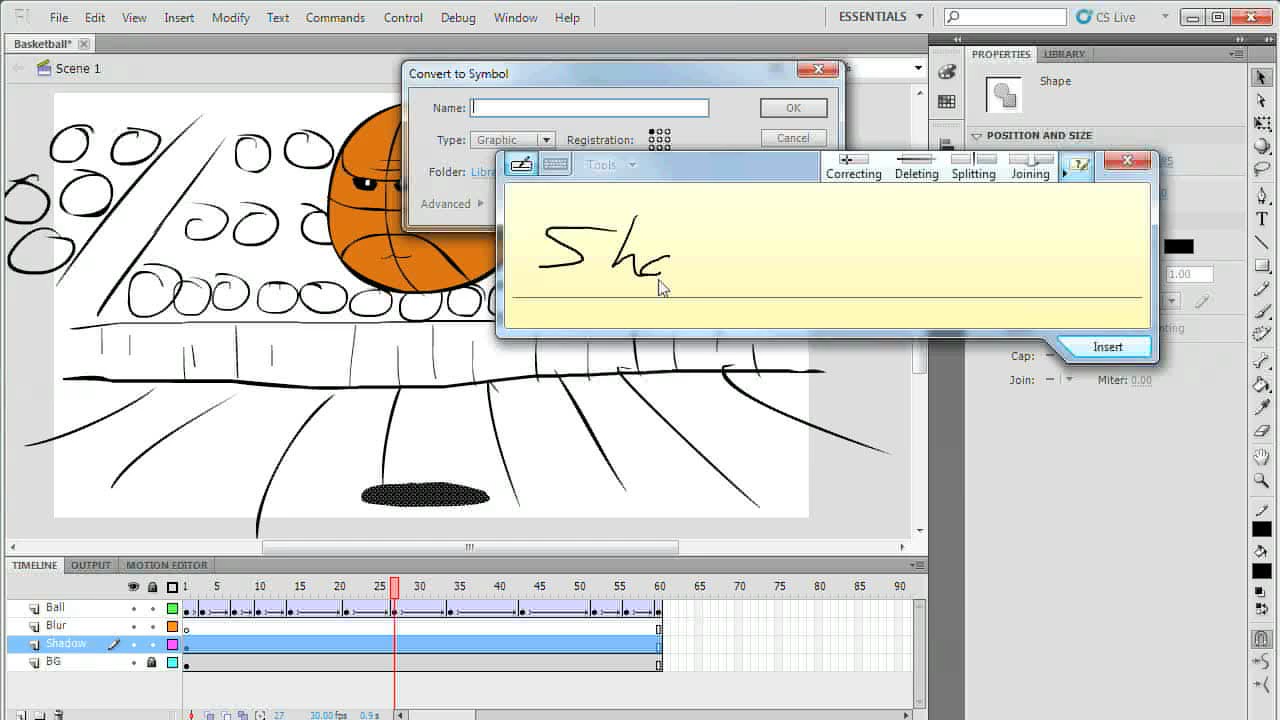 Fl File Edit View Insert Modify Text Commands Control Debug Window Help ESSENTIALS CS Live
Basketball*
Scene 1
PROPERTIES LIBRARY
Shape
POSITION AND SIZE
Convert to Symbol
Name: OK
Type: Graphic Registration: Cancel
Folder: Libr
Advanced
Tools Correcting Deleting Splitting Joining
Sha
Insert
1.00
Cap:
Join: Miter: 0.00
TIMELINE OUTPUT MOTION EDITOR
1 5 10 15 20 25 30 35 40 45 50 55 60 65 70 75 80 85 90
Ball
Blur
Shadow
BG
27 30.00 fps 0.9s